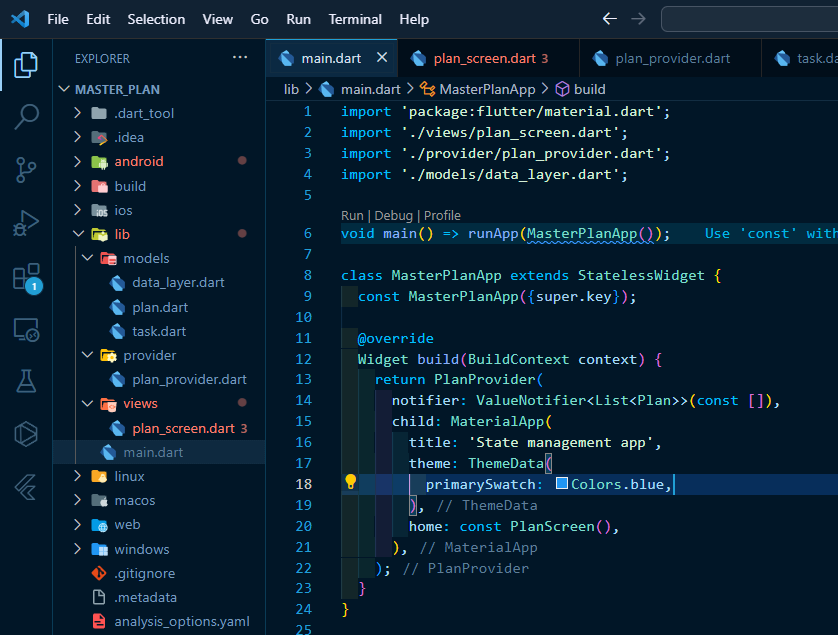 File Edit Selection View Go Run Terminal Help
EXPLORER ...
main.dart plan_screen.dart 3 plan_provider.dart task.da
lib > main.dart > MasterPlanApp > build
MASTER_PLAN
.dart_tool
.idea
android
build
ios
lib
models
data_layer.dart
plan.dart
task.dart
provider
plan_provider.dart
views
plan_screen.dart 3
main.dart
linux
macos
web
windows
.gitignore
.metadata
analysis_options.yaml
1
1 import 'package:flutter/material.dart';
2 import './views/plan_screen.dart';
3 import './provider/plan_provider.dart';
4 import './models/data_layer.dart';
5
Run | Debug | Profile
6 void main() => runApp(MasterPlanApp()); Use 'const' with
7
8 class MasterPlanApp extends StatelessWidget {
9 const MasterPlanApp({super.key});
10
11 @override
12 Widget build(BuildContext context) {
13 return PlanProvider(
14 notifier: ValueNotifier<List<Plan>>(const []),
15 child: MaterialApp(
16 title: 'State management app',
17 theme: ThemeData(
18 primarySwatch: Colors.blue,
19 ), // ThemeData
20 home: const PlanScreen(),
21 ), // MaterialApp
22 ); // PlanProvider
23 }
24 }
25